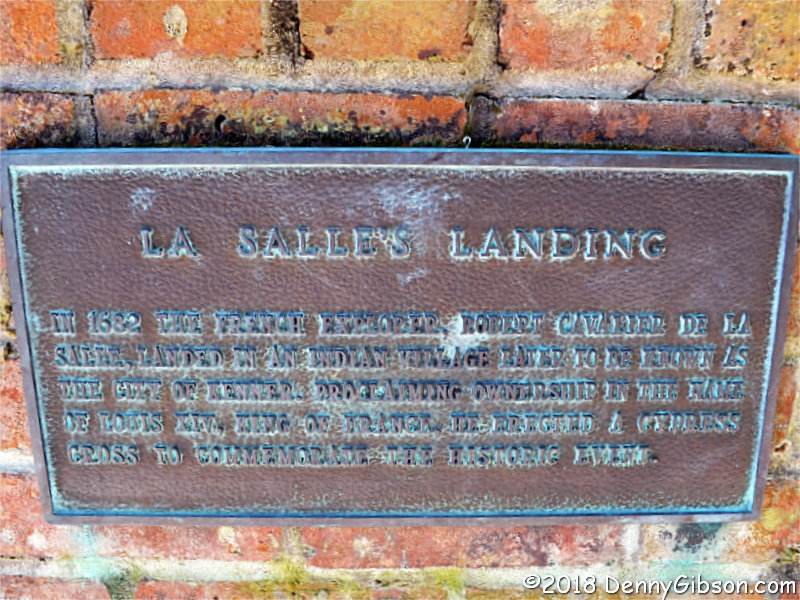 LA SALLE'S LANDING
IN 1682 THE FRENCH EXPLORER, ROBERT CAVALIER DE LA
SALLE, LANDED IN AN INDIAN VILLAGE LATER TO BE KNOWN AS
THE CITY OF KENNER. PROCLAIMING OWNERSHIP IN THE NAME
OF LOUIS XIV, KING OF FRANCE, HE ERECTED A CYPRESS
CROSS TO COMMEMORATE THE HISTORIC EVENT.
©2018 DennyGibson.com